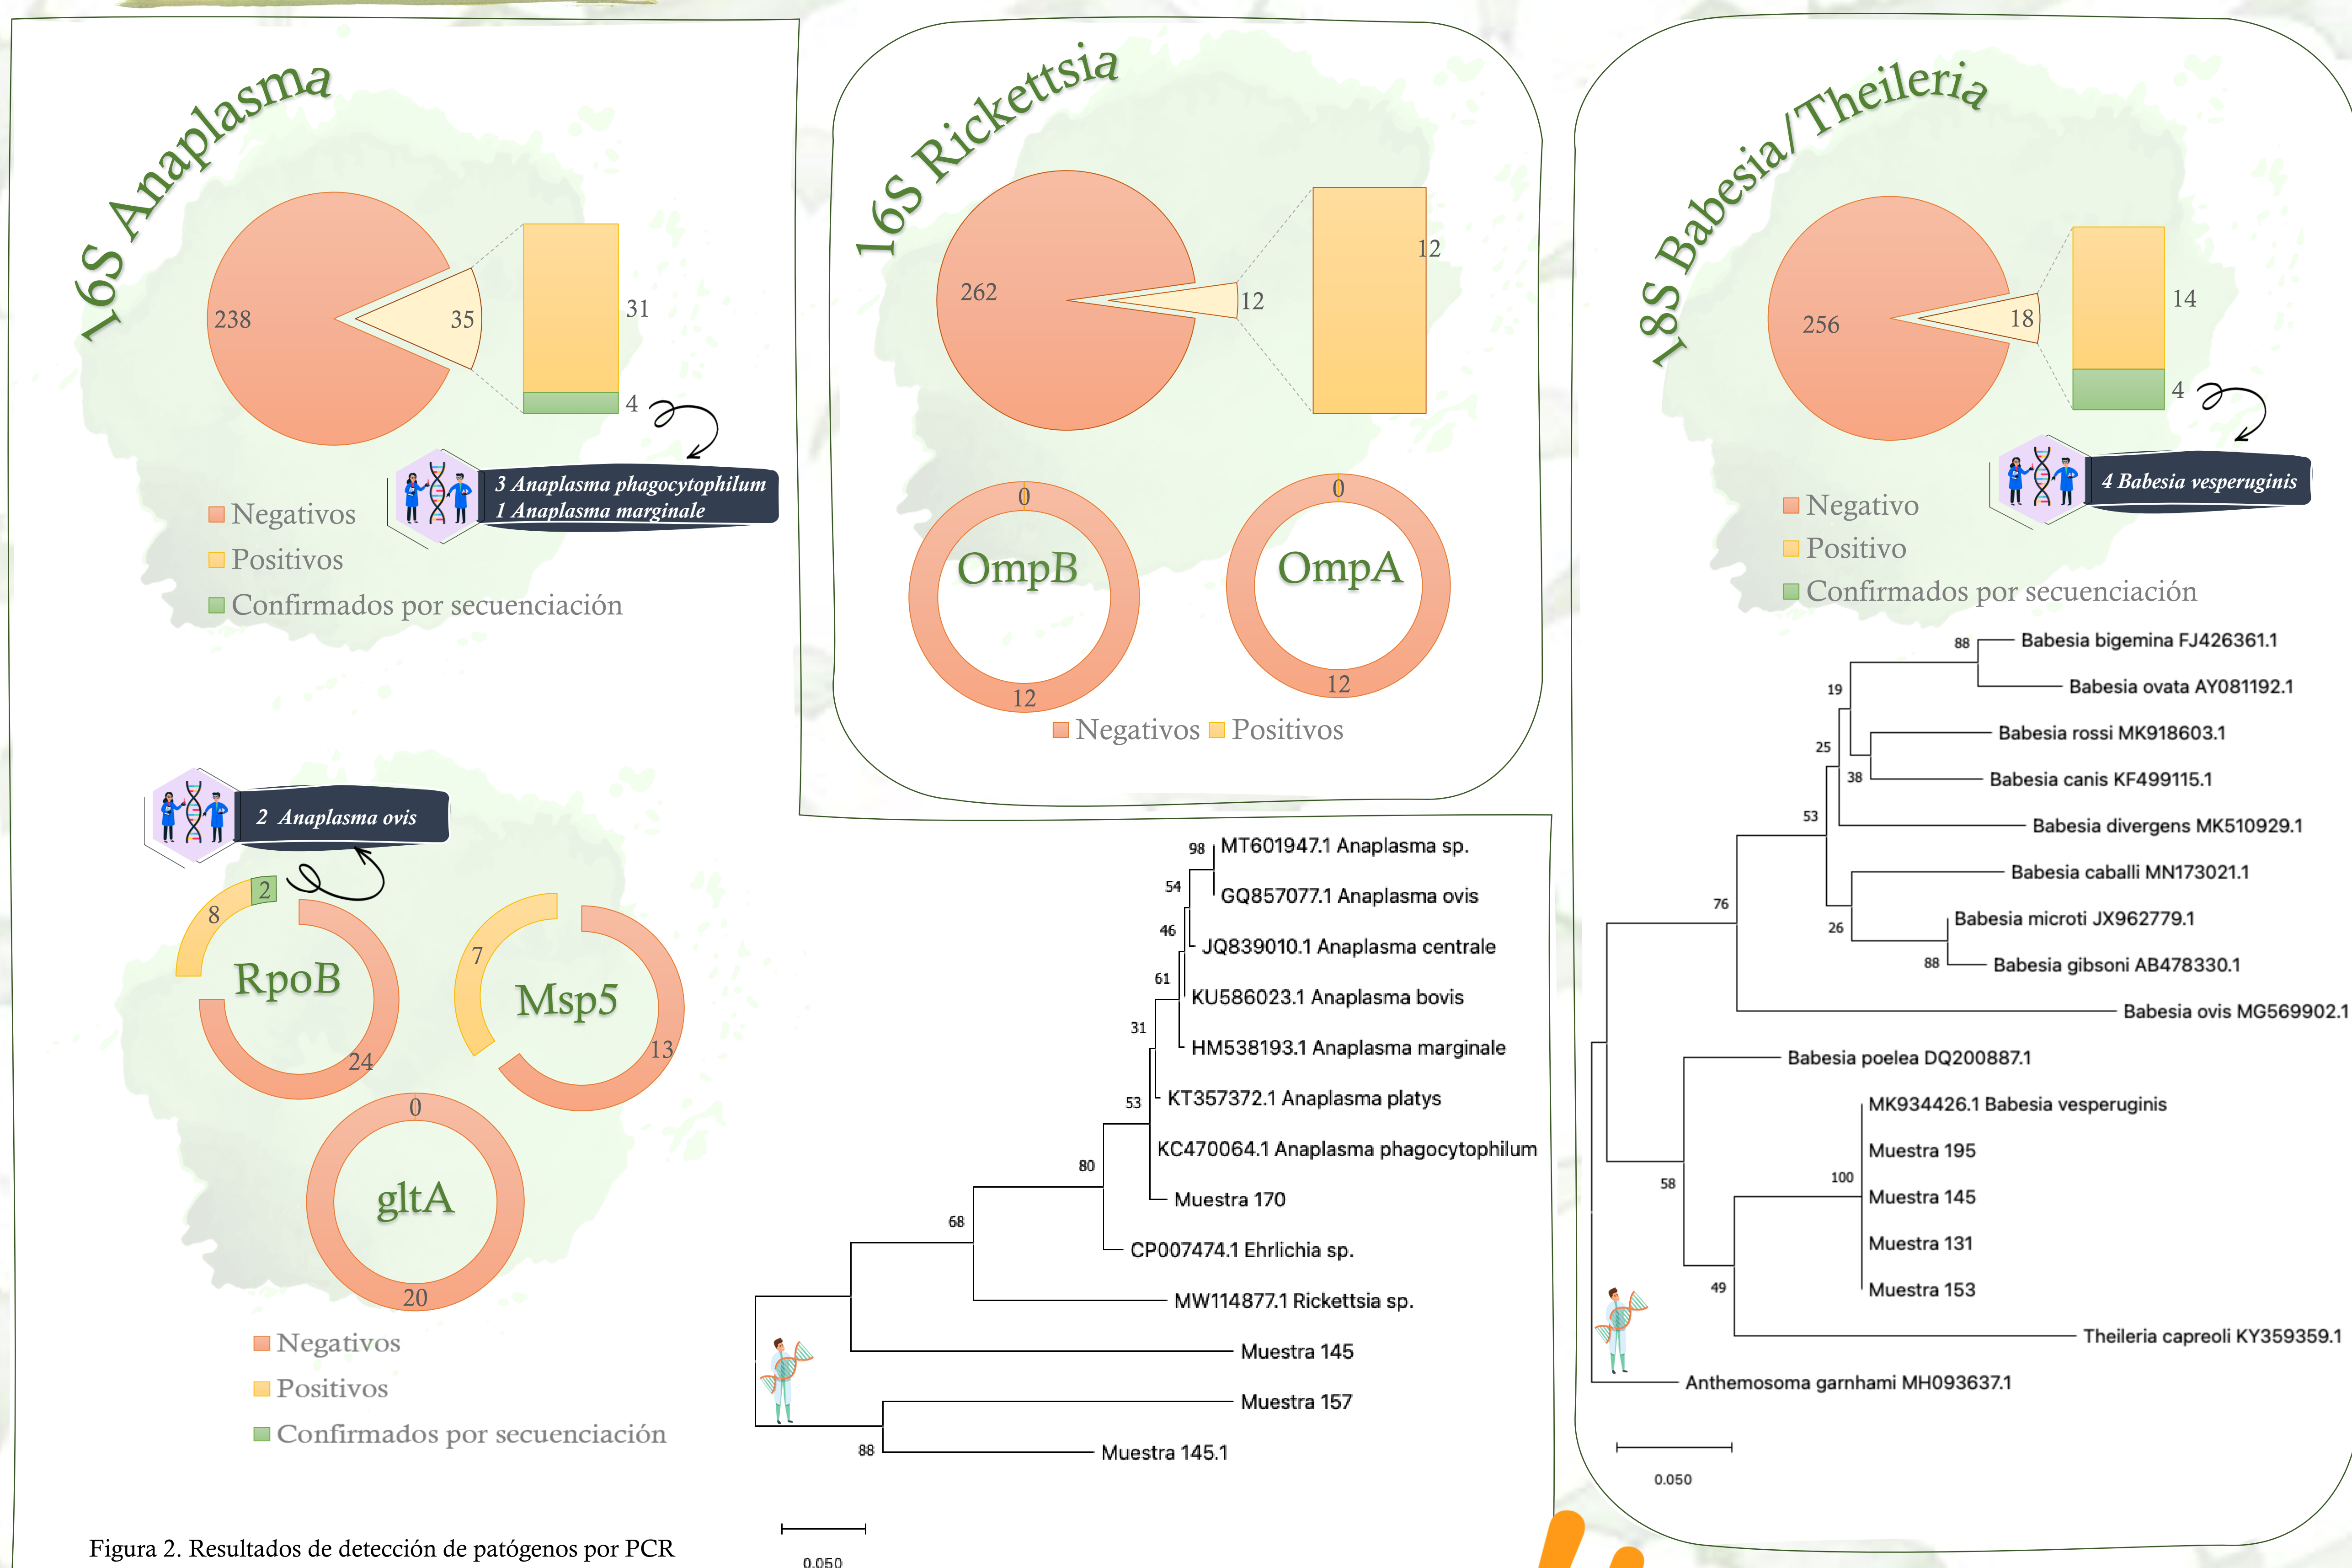 16S Anaplasma
238
35
31
4
3 Anaplasma phagocytophilum
1 Anaplasma marginale
Negativos
Positivos
Confirmados por secuenciación
2 Anaplasma ovis
2
8
RpoB
24
7
Msp5
13
0
gltA
20
Negativos
Positivos
Confirmados por secuenciación
Figura 2. Resultados de detección de patógenos por PCR
16S Rickettsia
262
12
12
0
OmpB
12
0
OmpA
12
Negativos Positivos
98
MT601947.1 Anaplasma sp.
54
GQ857077.1 Anaplasma ovis
46
JQ839010.1 Anaplasma centrale
61
KU586023.1 Anaplasma bovis
31
HM538193.1 Anaplasma marginale
53
KT357372.1 Anaplasma platys
KC470064.1 Anaplasma phagocytophilum
80
Muestra 170
68
CP007474.1 Ehrlichia sp.
MW114877.1 Rickettsia sp.
Muestra 145
Muestra 157
88
Muestra 145.1
0.050
18S Babesia/Theileria
256
18
14
4
4 Babesia vesperuginis
Negativo
Positivo
Confirmados por secuenciación
88
Babesia bigemina FJ426361.1
19
Babesia ovata AY081192.1
Babesia rossi MK918603.1
25
38
Babesia canis KF499115.1
53
Babesia divergens MK510929.1
Babesia caballi MN173021.1
76
Babesia microti JX962779.1
26
88
Babesia gibsoni AB478330.1
Babesia ovis MG569902.1
Babesia poelea DQ200887.1
MK934426.1 Babesia vesperuginis
Muestra 195
58
100
Muestra 145
Muestra 131
49
Muestra 153
Theileria capreoli KY359359.1
Anthemosoma garnhami MH093637.1
0.050